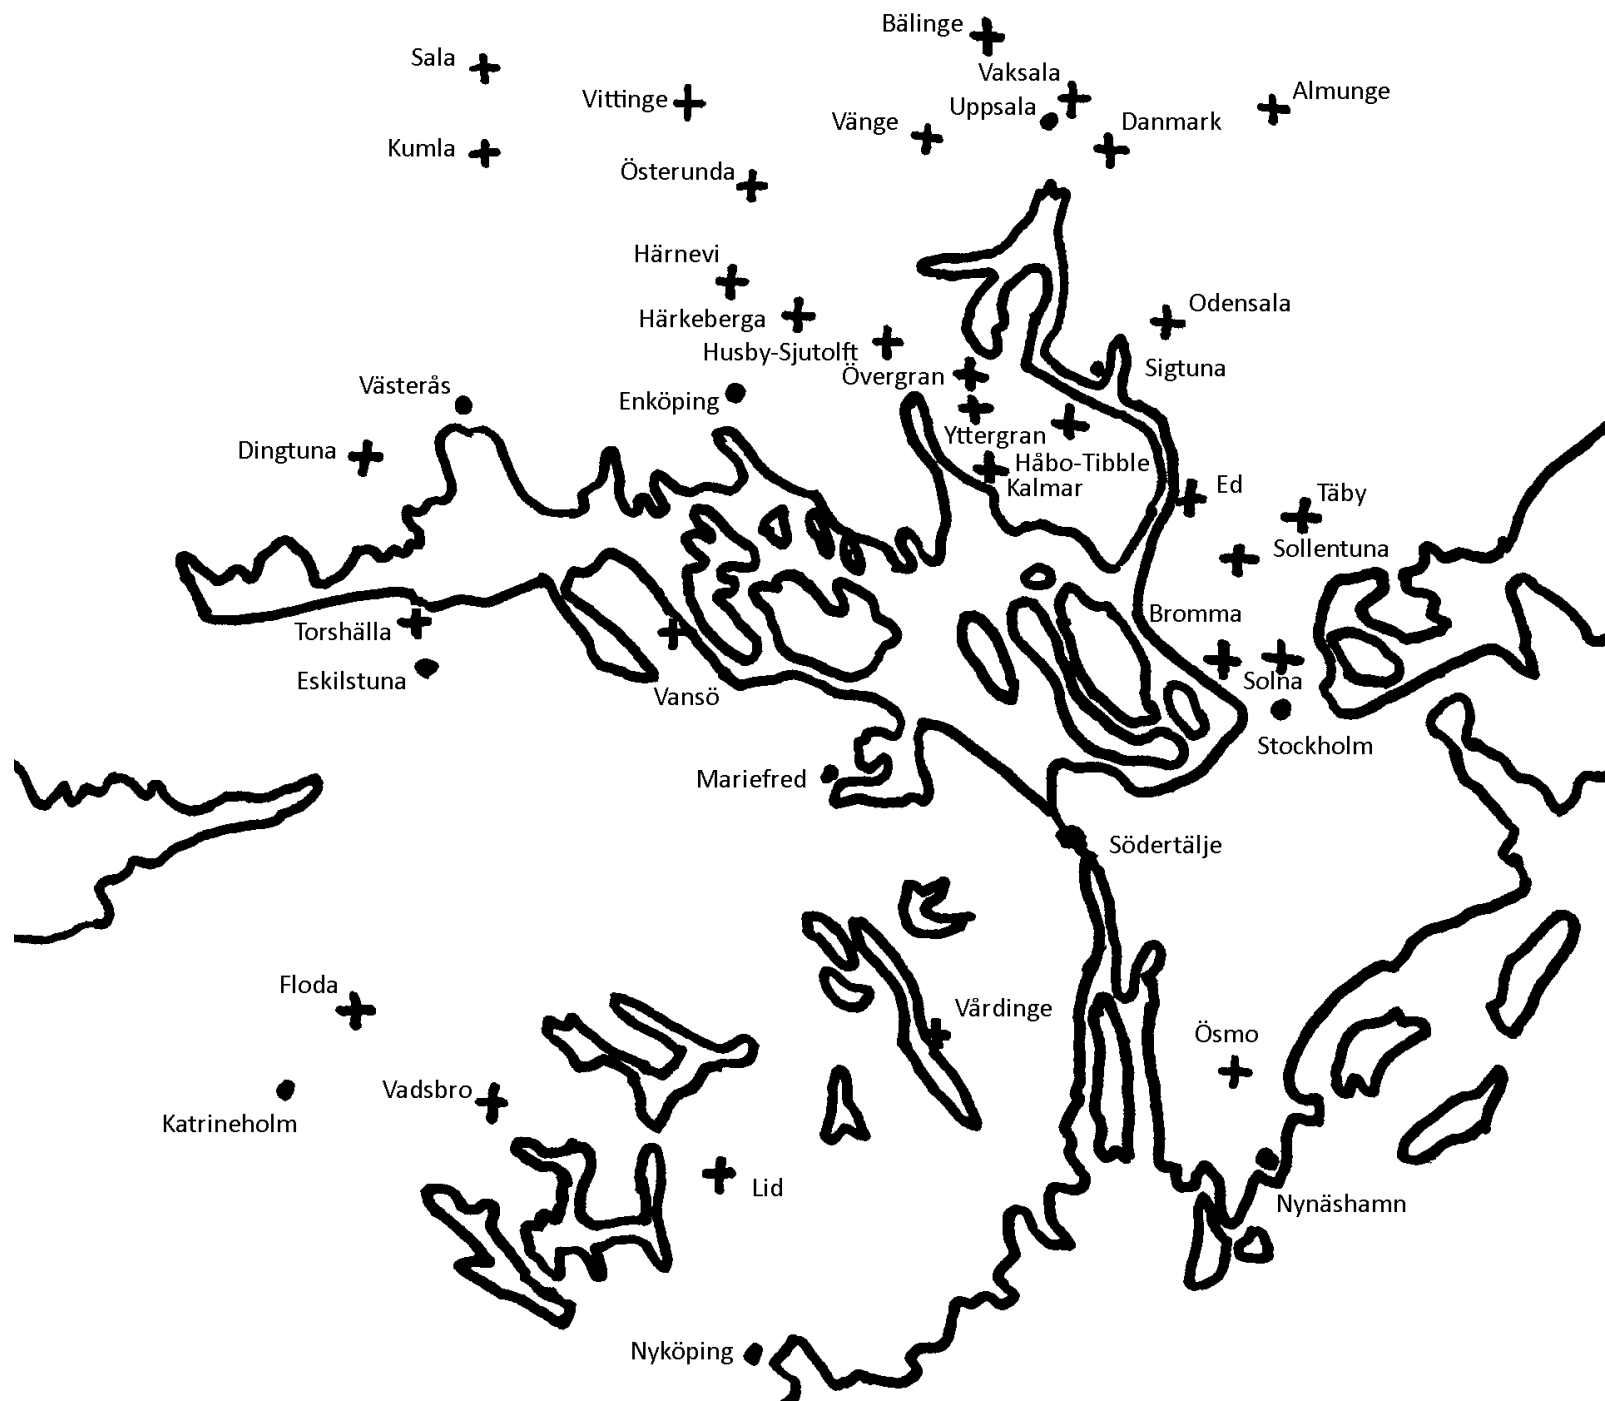 Bälinge
Sala
Vaksala
Vittinge
Almunge
Uppsala
Vänge
Danmark
Kumla
Österunda
Härnevi
Odensala
Härkeberga
Husby-Sjutolft
Sigtuna
Övergran
Västerås
Enköping
Yttergran
Dingtuna
Håbo-Tibble
Ed
Kalmar
Täby
Sollentuna
Bromma
Torshälla
Eskilstuna
Solna
Vansö
Stockholm
Mariefred
Södertälje
Floda
Vårdinge
Ösmo
Vadsbro
Katrineholm
Lid
Nynäshamn
Nyköping